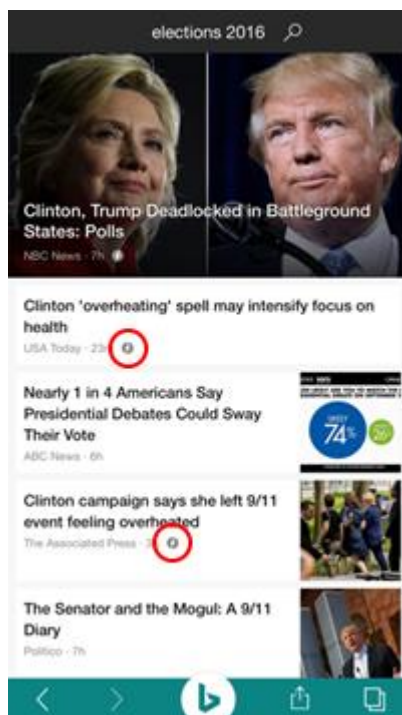 elections 2016
Clinton, Trump Deadlocked in Battleground
States: Polls
NBC News - 7h
Clinton 'overheating' spell may intensify focus on
health
USA Today -
Nearly 1 in 4 Americans Say
Presidential Debates Could Sway
Their Vote
74%
26%
ABC News - 6h
Clinton campaign says she left 9/11
event feeling overheated
The Associated Press -
The Senator and the Mogul: A 9/11
Diary
Politico - 7h